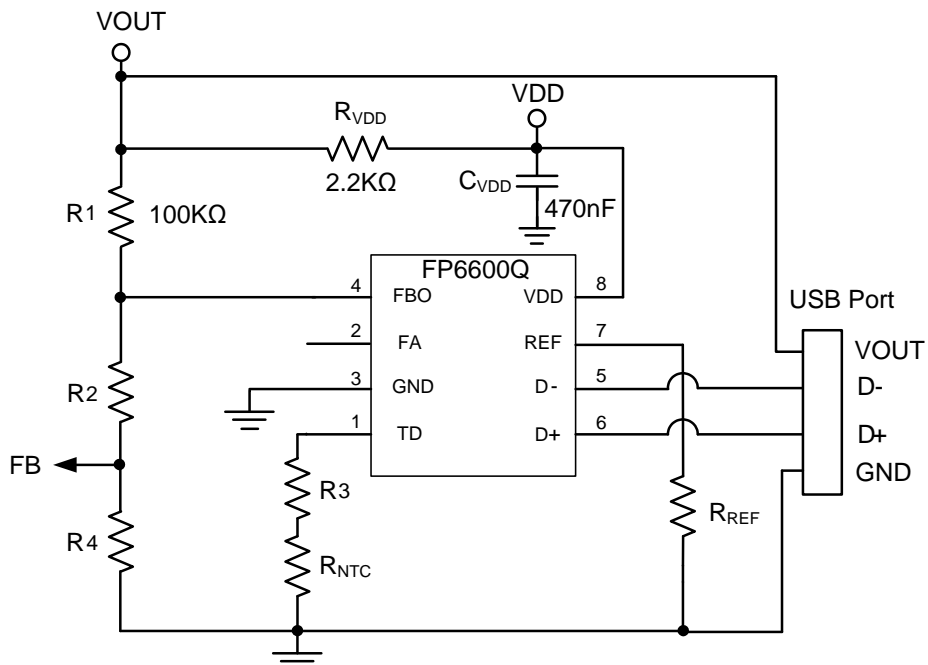 VOUT
VDD
RVDD
2.2KΩ
CVDD
470nF
R1
100KΩ
FP6600Q
4
FBO
VDD
8
USB Port
2
FA
REF
7
VOUT
R2
3
GND
D-
5
D-
1
TD
D+
6
D+
FB
GND
R3
RREF
R4
RNTC